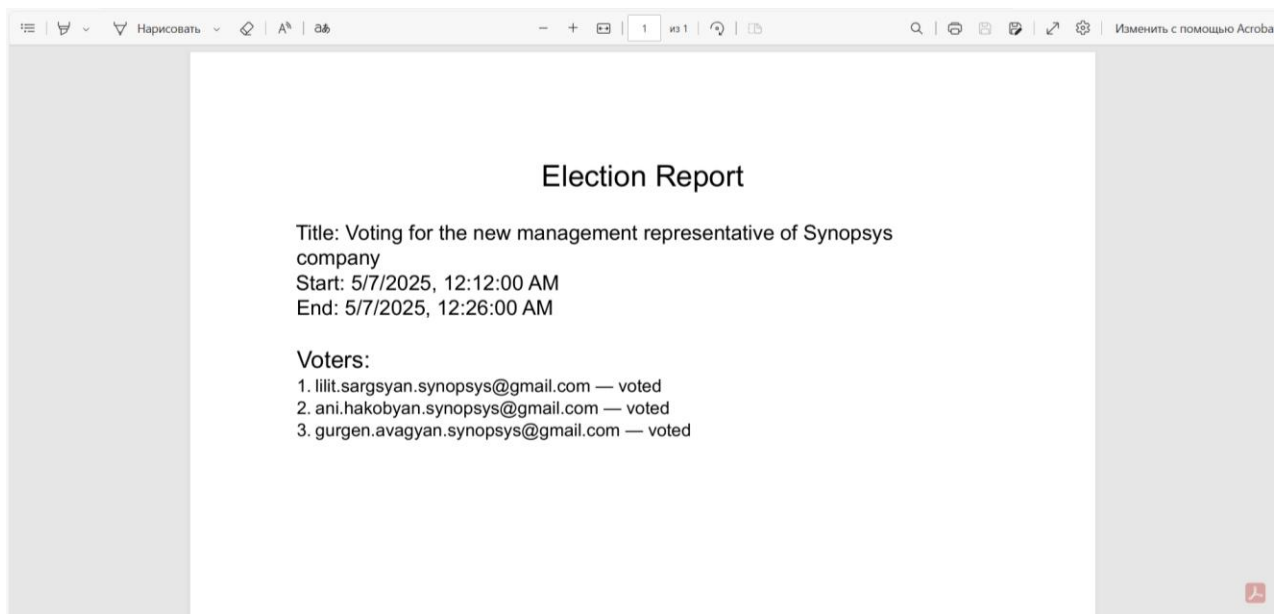 Нарисовать
1 из 1
Изменить с помощью Acroba
Election Report
Title: Voting for the new management representative of Synopsys
company
Start: 5/7/2025, 12:12:00 AM
End: 5/7/2025, 12:26:00 AM
Voters:
1. lilit.sargsyan.synopsys@gmail.com — voted
2. ani.hakobyan.synopsys@gmail.com — voted
3. gurgen.avagyan.synopsys@gmail.com — voted